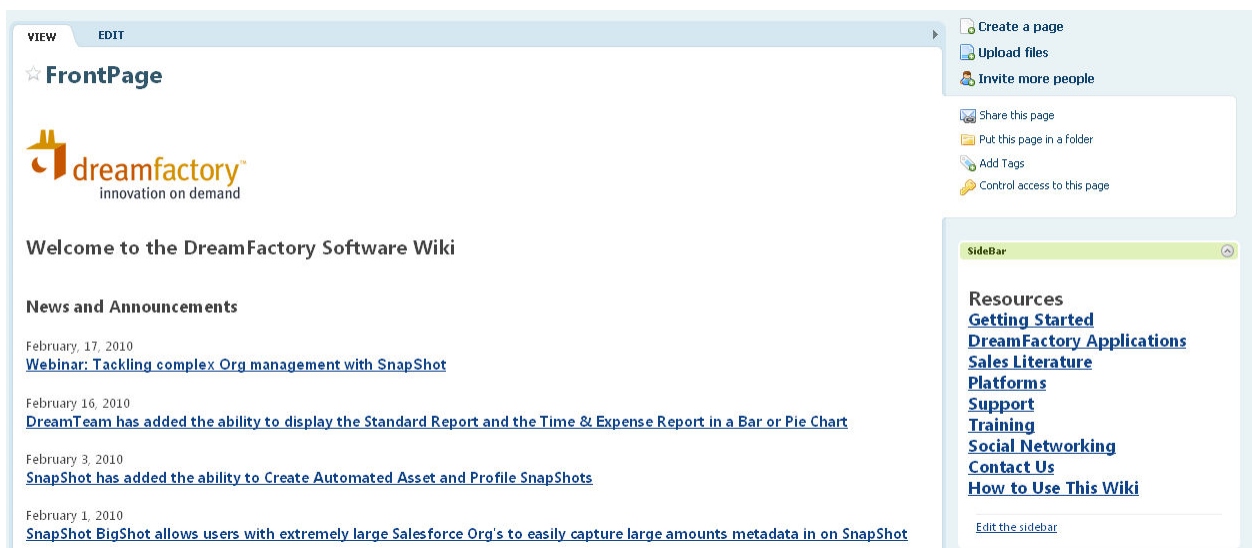 VIEW
EDIT
FrontPage
dreamfactory™
innovation on demand
Welcome to the DreamFactory Software Wiki
News and Announcements
February, 17, 2010
Webinar: Tackling complex Org management with SnapShot
February 16, 2010
DreamTeam has added the ability to display the Standard Report and the Time & Expense Report in a Bar or Pie Chart
February 3, 2010
SnapShot has added the ability to Create Automated Asset and Profile SnapShots
February 1, 2010
SnapShot BigShot allows users with extremely large Salesforce Org's to easily capture large amounts metadata in on SnapShot
Create a page
Upload files
Invite more people
Share this page
Put this page in a folder
Add Tags
Control access to this page
SideBar
Resources
Getting Started
DreamFactory Applications
Sales Literature
Platforms
Support
Training
Social Networking
Contact Us
How to Use This Wiki
Edit the sidebar